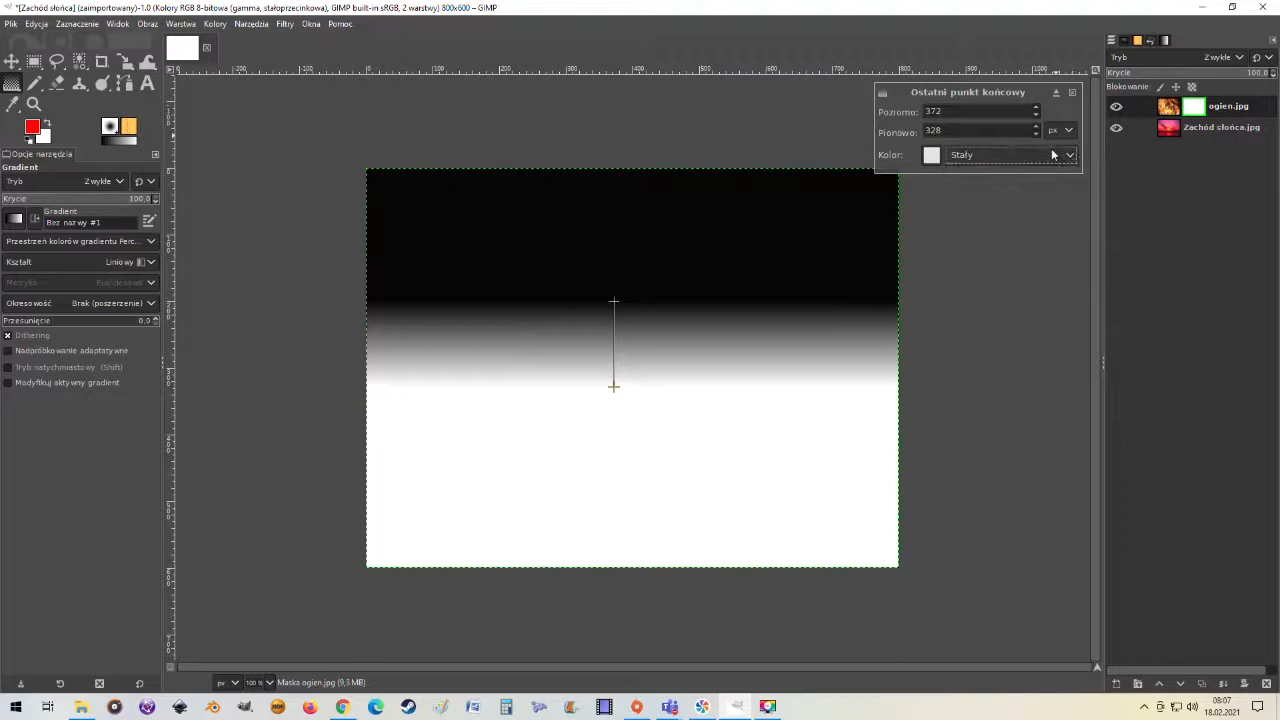 *[Zachód słońca] (zaimportowany)-1.0 (Kolory RGB 8-bitowa (gamma, stałoprzecinkowa), GIMP built-in sRGB, 2 warstwy) 800x600 – GIMP
Plik Edycja Zaznaczenie Widok Obraz Warstwa Kolory Narzędzia Filtry Okna Pomoc
Opcje narzędzia
Gradient
Tryb Zwykłe
Krycie 100,0
Gradient
Bez nazwy #1
Przestrzeń kolorów w gradientu Perc...
Kształt Liniowy
Metryka Euklidesowa
Okresowość Brak (poszerzenie)
Przesunięcie 0,0
Dithering
Nadpróbkowanie adaptatywne
Tryb natychmiastowy (Shift)
Modyfikuj aktywny gradient
Ostatni punkt końcowy
Poziomo: 372
Pionowo: 328 px
Kolor: Stały
Tryb Zwykłe
Krycie 100,0
Blokowanie:
ogien.jpg
Zachód słońca.jpg
px 100 % Maska ogien.jpg (9,3 MB)
08:07
18.02.2021